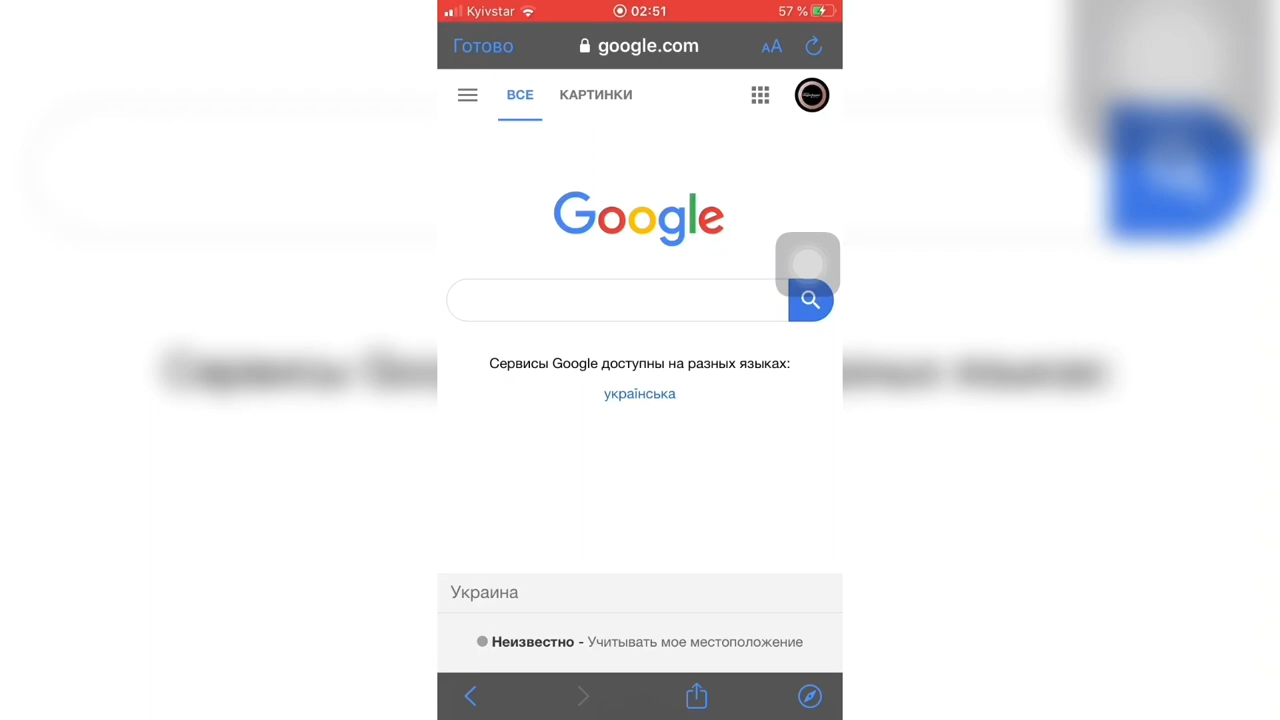 Kyivstar 02:51 57 %
Готово google.com AA
ВСЕ КАРТИНКИ
Google
Сервисы Google доступны на разных языках:
українська
Украина
Неизвестно - Учитывать мое местоположение